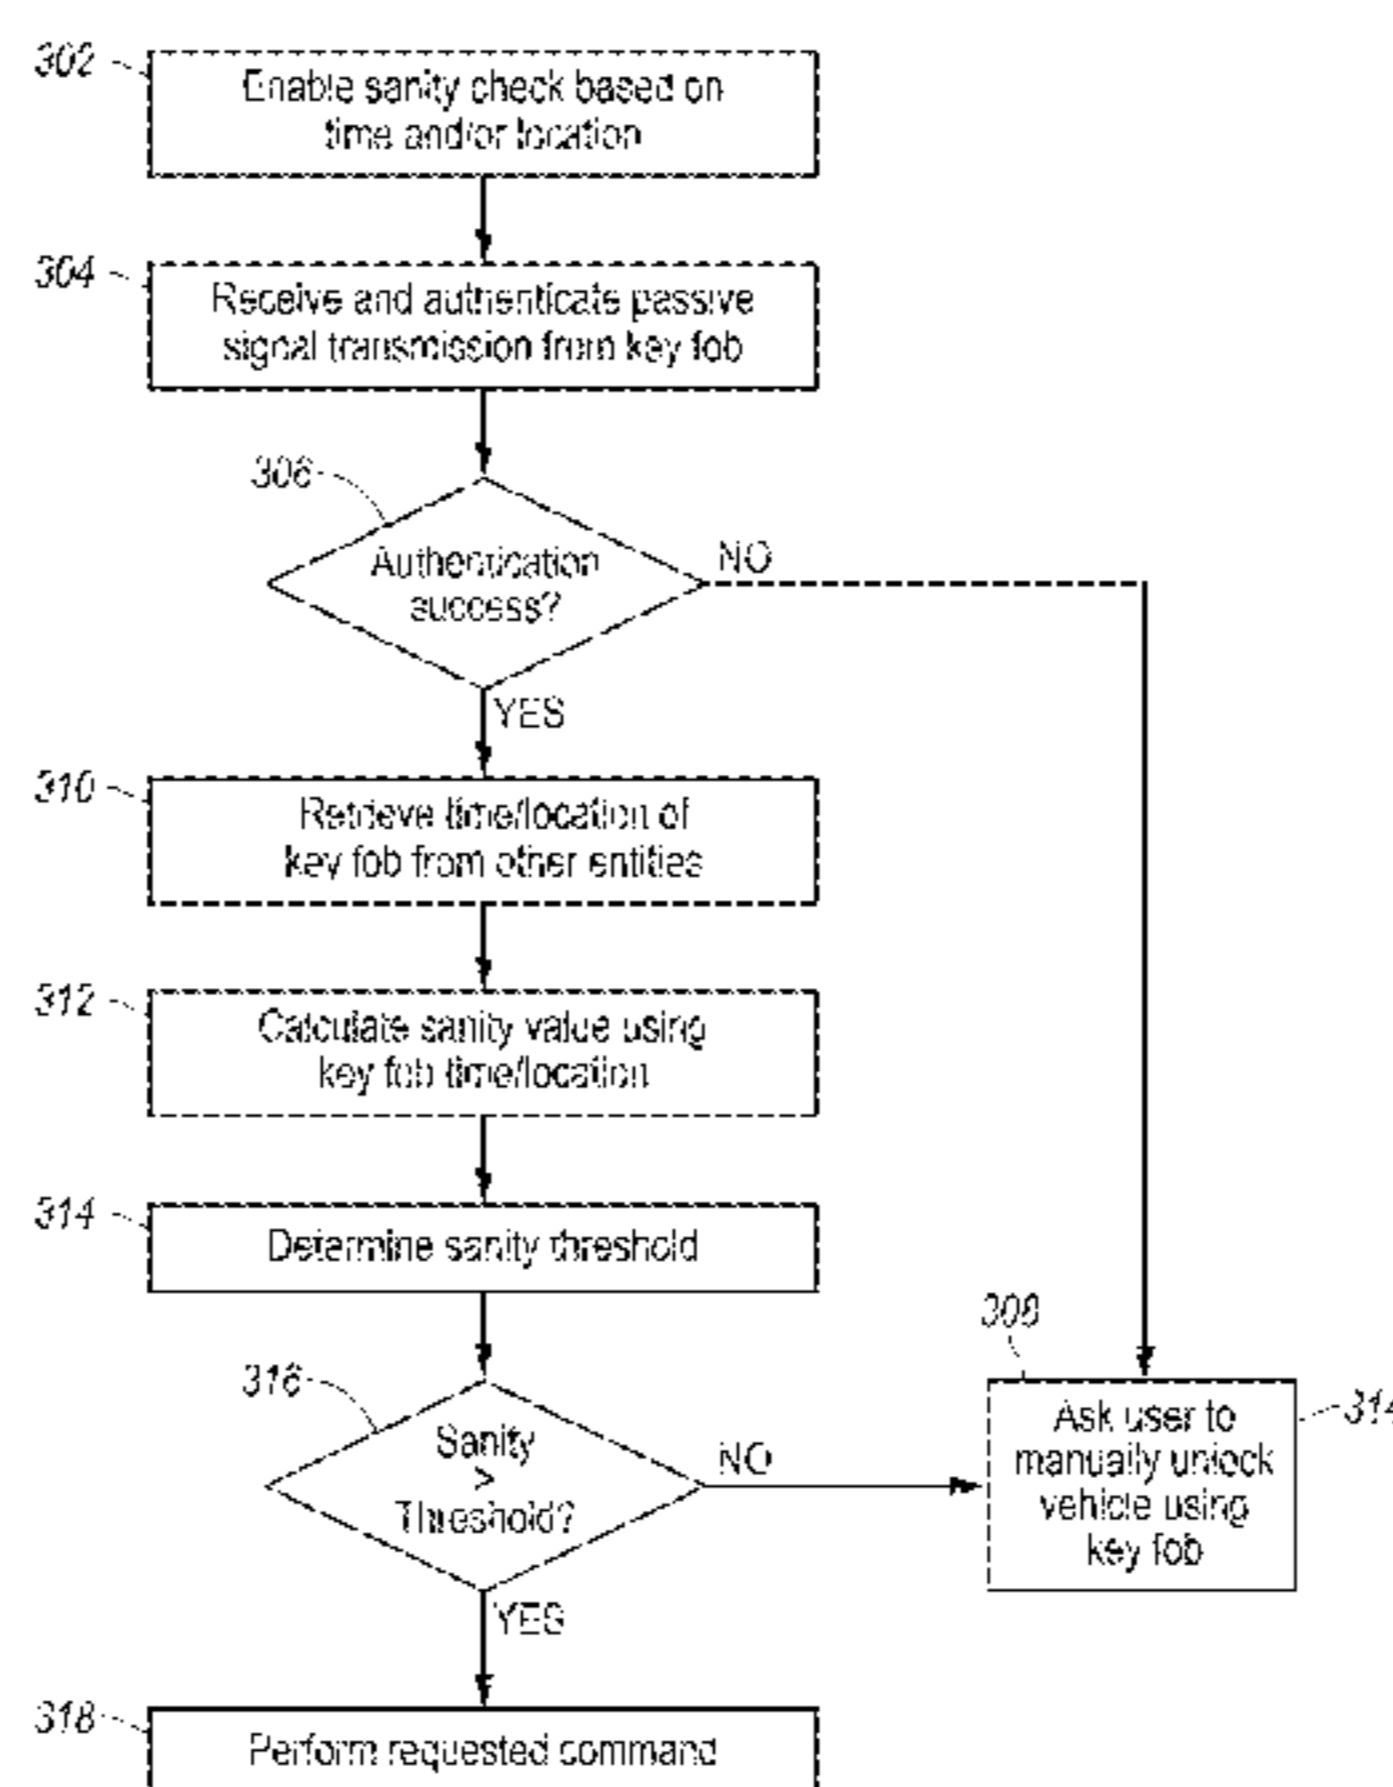 302
Enable sanity check based on
time and/or location
304
Receive and authenticate passive
signal transmission from key fob
306
Authentication
success?
NO
YES
310
Retrieve time/location of
key fob from other entities
312
Calculate sanity value using
key fob time/location
314
Determine sanity threshold
316
Sanity
>
Threshold?
NO
YES
308
Ask user to
manually unlock
vehicle using
key fob
314
318
Perform requested command